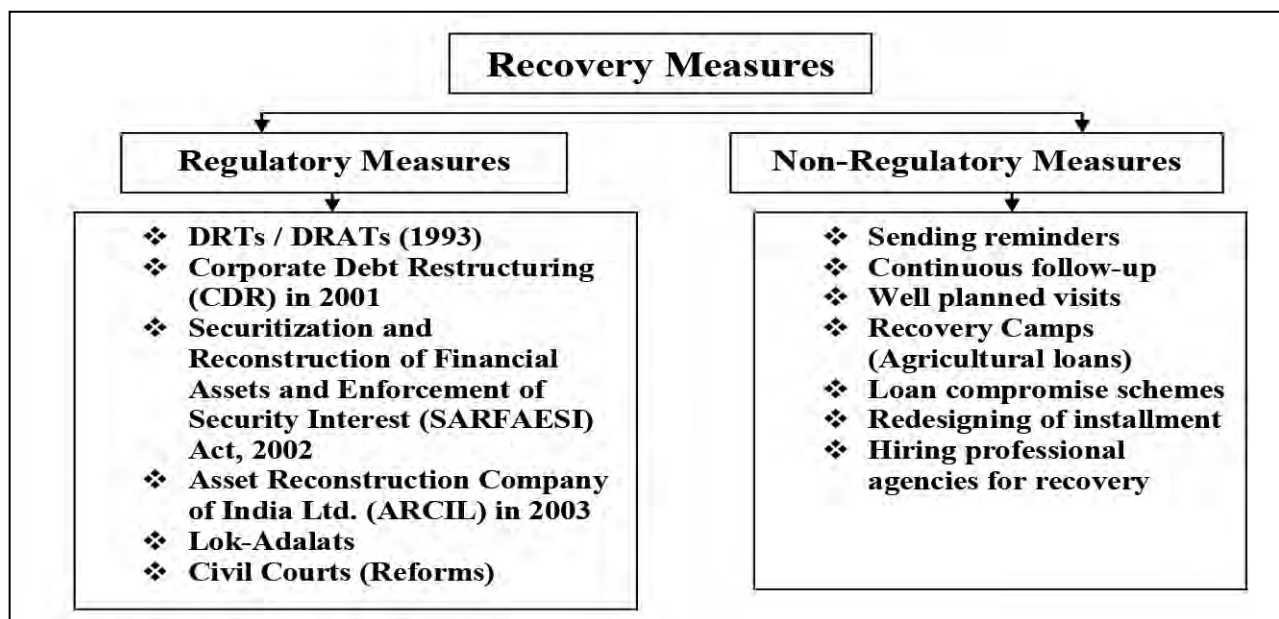 Recovery Measures
Regulatory Measures
❖ DRTs / DRATs (1993)
❖ Corporate Debt Restructuring
(CDR) in 2001
❖ Securitization and
Reconstruction of Financial
Assets and Enforcement of
Security Interest (SARFAESI)
Act, 2002
❖ Asset Reconstruction Company
of India Ltd. (ARCIL) in 2003
❖ Lok-Adalats
❖ Civil Courts (Reforms)
Non-Regulatory Measures
❖ Sending reminders
❖ Continuous follow-up
❖ Well planned visits
❖ Recovery Camps
(Agricultural loans)
❖ Loan compromise schemes
❖ Redesigning of installment
❖ Hiring professional
agencies for recovery